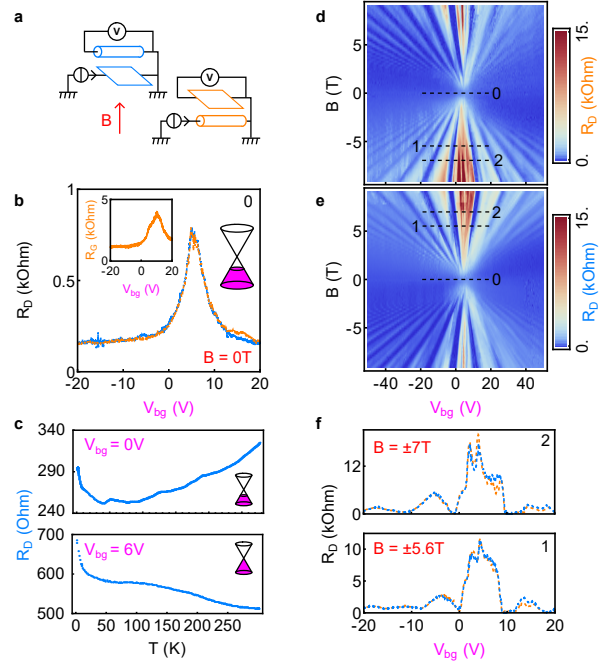 a
V
V
B
b
0
R_D (kOhm)
1
0.5
0
-20
-10
0
10
20
V_bg (V)
B = 0T
R_G (kOhm)
5
0
-20
0
20
V_bg (V)
c
R_D (Ohm)
340
290
240
V_bg = 0V
700
600
500
V_bg = 6V
0
50
100
150
200
250
T (K)
d
B (T)
5
0
-5
0
1
2
15.
0.
R_D (kOhm)
e
B (T)
5
0
-5
2
1
0
15.
0.
R_D (kOhm)
-40
-20
0
20
40
V_bg (V)
f
R_D (kOhm)
B = ±7T
2
12
0
B = ±5.6T
1
10
5
0
-20
-10
0
10
20
V_bg (V)